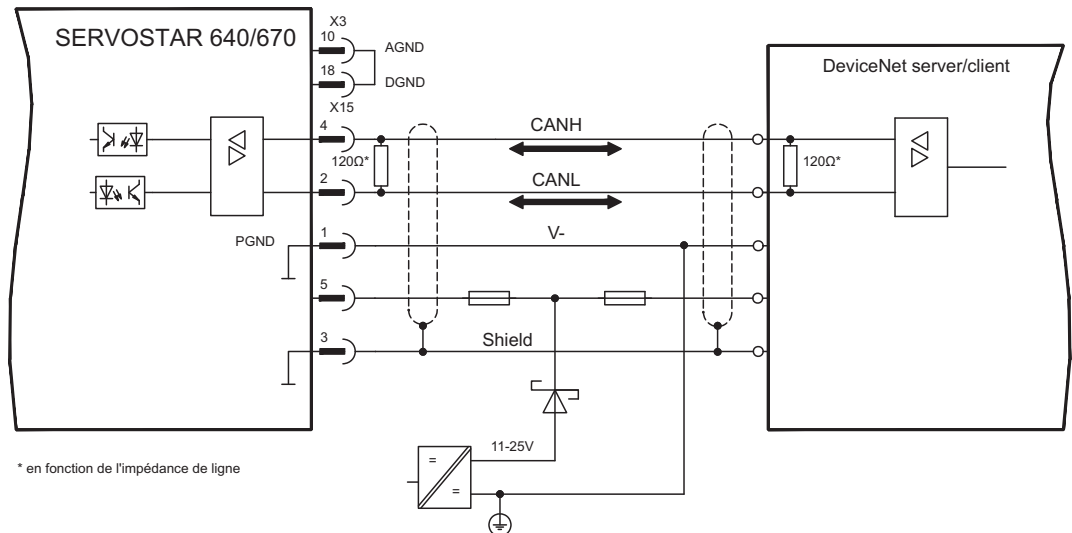 SERVOSTAR 640/670
X3
10
AGND
18
DGND
X15
DeviceNet server/client
4
CANH
120Ω*
120Ω*
2
CANL
PGND
1
V-
5
3
Shield
11-25V
=
=
* en fonction de l'impédance de ligne